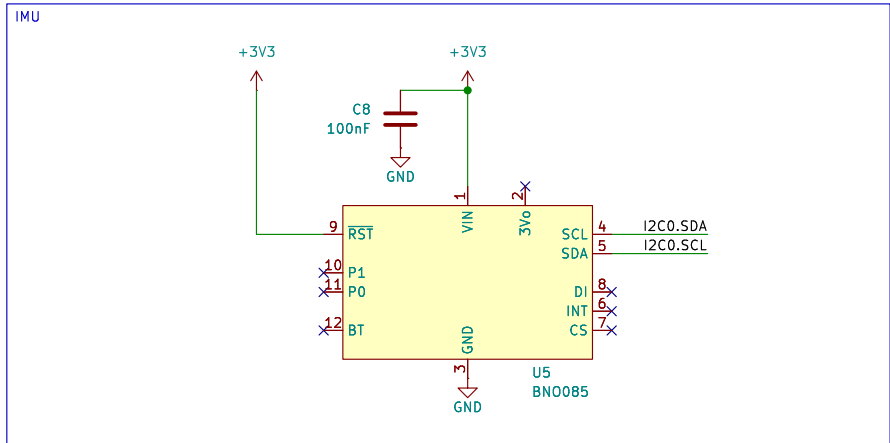 IMU
+3V3
+3V3
C8
100nF
GND
1
2
VIN
3Vo
9
RST
SCL
4
I2C0.SDA
SDA
5
I2C0.SCL
10
P1
11
P0
DI
8
INT
6
12
BT
CS
7
GND
3
U5
BNO085
GND